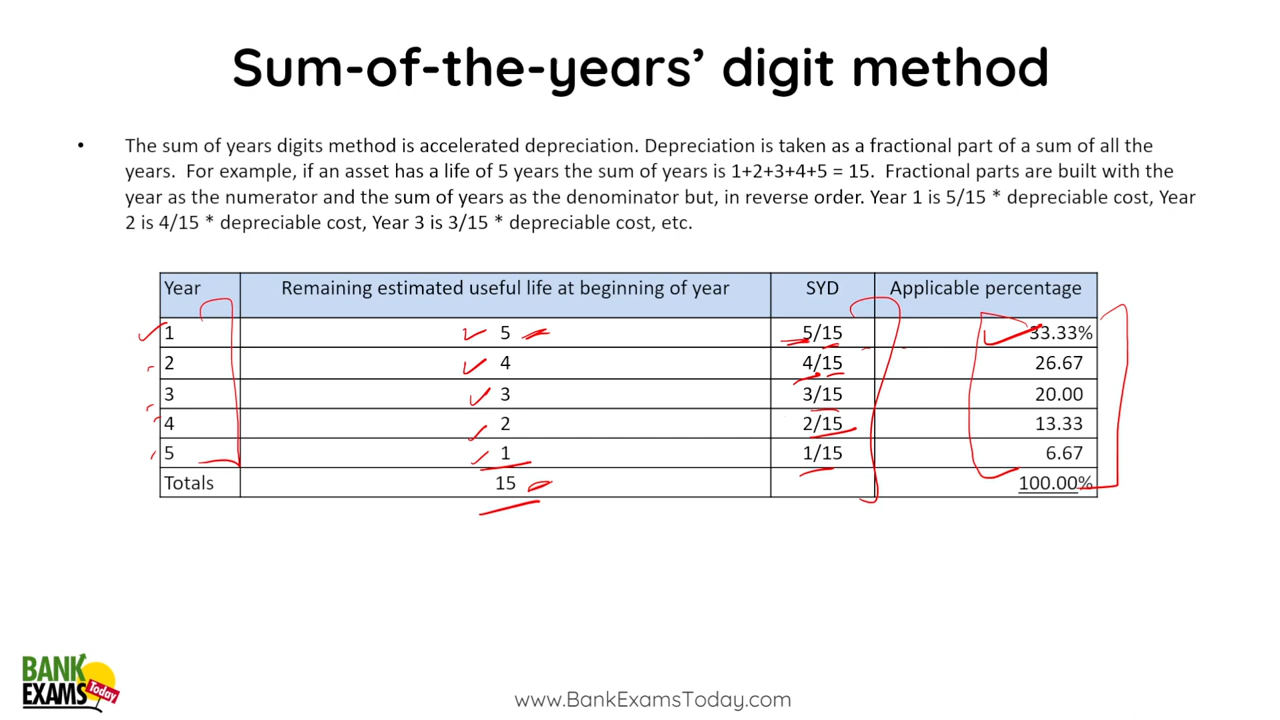 Sum-of-the-years’ digit method
• The sum of years digits method is accelerated depreciation. Depreciation is taken as a fractional part of a sum of all the
years. For example, if an asset has a life of 5 years the sum of years is 1+2+3+4+5 = 15. Fractional parts are built with the
year as the numerator and the sum of years as the denominator but, in reverse order. Year 1 is 5/15 * depreciable cost, Year
2 is 4/15 * depreciable cost, Year 3 is 3/15 * depreciable cost, etc.
Year Remaining estimated useful life at beginning of year SYD Applicable percentage
1 5 5/15 33.33%
2 4 4/15 26.67
3 3 3/15 20.00
4 2 2/15 13.33
5 1 1/15 6.67
Totals 15 100.00%
BANK
EXAMS Today
www.BankExamsToday.com